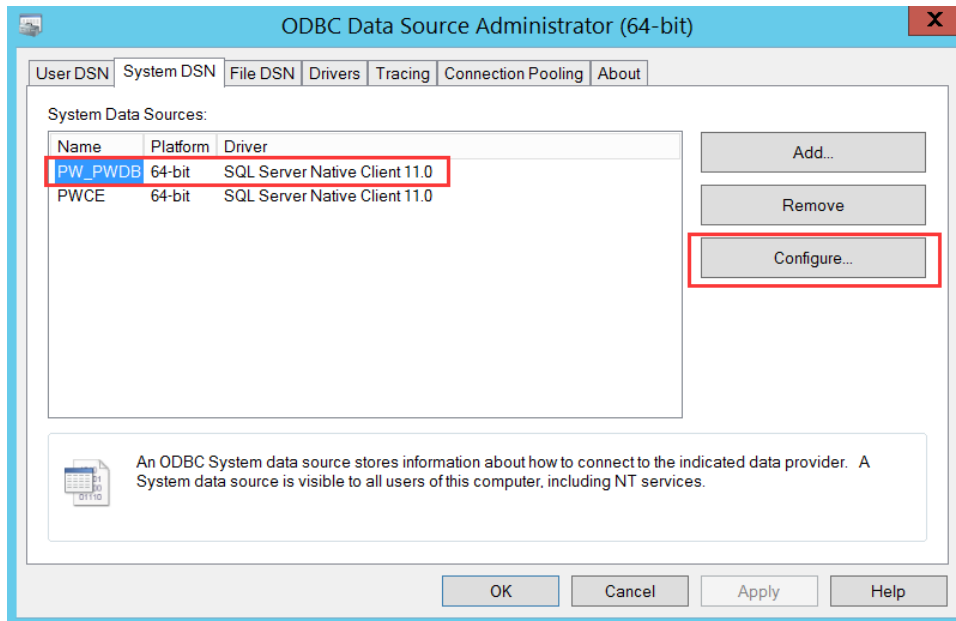 ODBC Data Source Administrator (64-bit)
X
User DSN System DSN File DSN Drivers Tracing Connection Pooling About
System Data Sources:
Name Platform Driver
PW_PWDB 64-bit SQL Server Native Client 11.0
PWCE 64-bit SQL Server Native Client 11.0
Add...
Remove
Configure...
An ODBC System data source stores information about how to connect to the indicated data provider. A
System data source is visible to all users of this computer, including NT services.
OK Cancel Apply Help